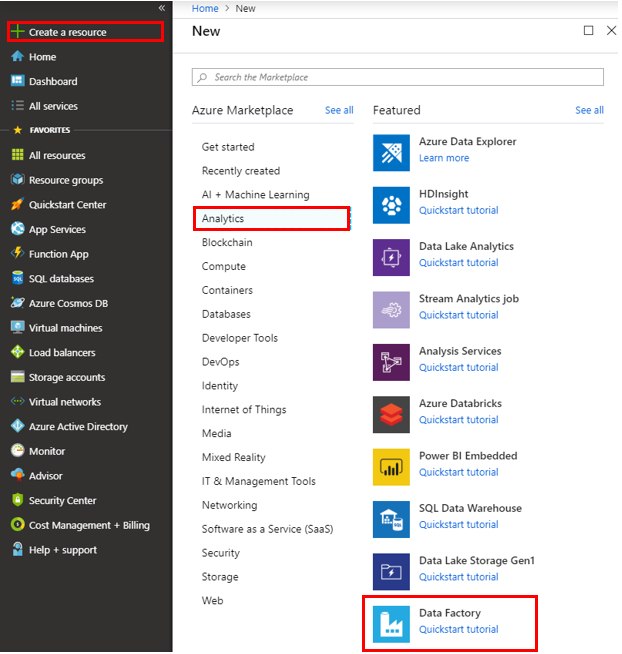 «
Create a resource
Home
Dashboard
All services
FAVORITES
All resources
Resource groups
Quickstart Center
App Services
Function App
SQL databases
Azure Cosmos DB
Virtual machines
Load balancers
Storage accounts
Virtual networks
Azure Active Directory
Monitor
Advisor
Security Center
Cost Management + Billing
Help + support
Home > New
New
Search the Marketplace
Azure Marketplace See all
Get started
Recently created
AI + Machine Learning
Analytics
Blockchain
Compute
Containers
Databases
Developer Tools
DevOps
Identity
Internet of Things
Media
Mixed Reality
IT & Management Tools
Networking
Software as a Service (SaaS)
Security
Storage
Web
Featured See all
Azure Data Explorer
Learn more
HDInsight
Quickstart tutorial
Data Lake Analytics
Quickstart tutorial
Stream Analytics job
Quickstart tutorial
Analysis Services
Quickstart tutorial
Azure Databricks
Quickstart tutorial
Power BI Embedded
Quickstart tutorial
SQL Data Warehouse
Quickstart tutorial
Data Lake Storage Gen1
Quickstart tutorial
Data Factory
Quickstart tutorial